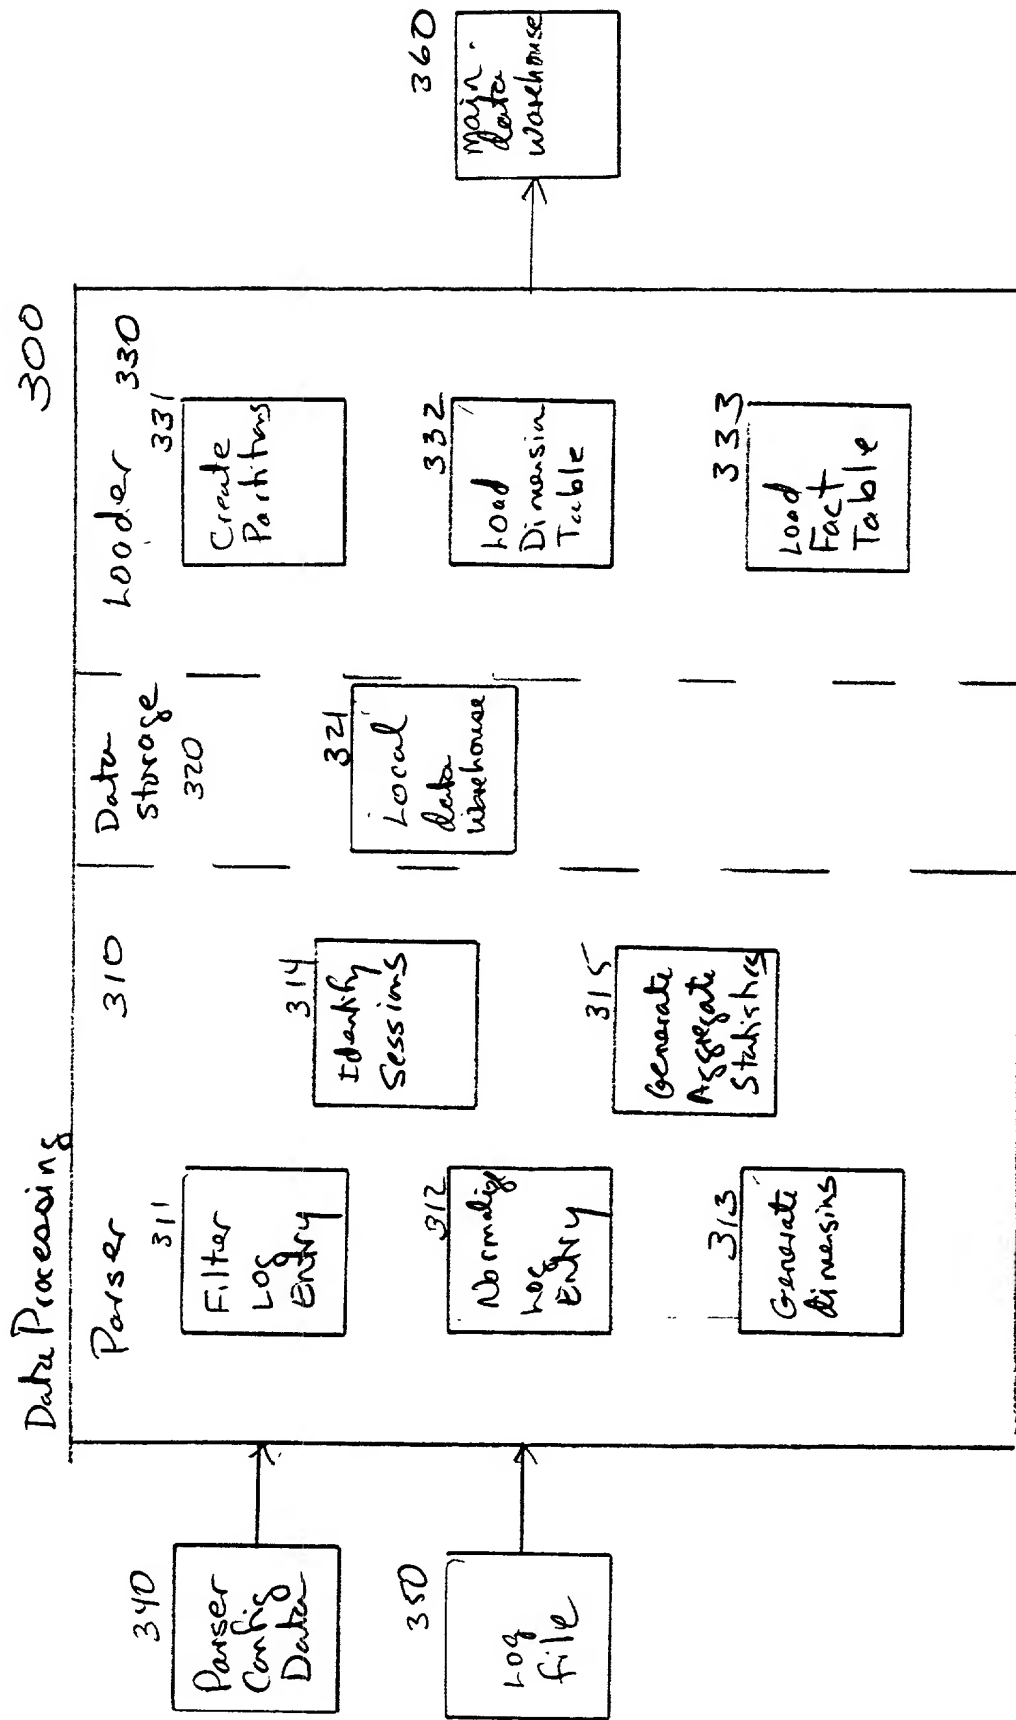 Data Processing
300
Parser
310
Data
Storage
320
Loader
330
340
Parser
Config
Data
350
Log
file
311
Filter
Log
Entry
312
Normalize
Log
Entry
313
Generate
dimensions
314
Identify
Sessions
315
Generate
Aggregate
Statistics
321
Local
data
warehouse
331
Create
Partitions
332
Load
Dimension
Table
333
Load
Fact
Table
360
Main
data
warehouse